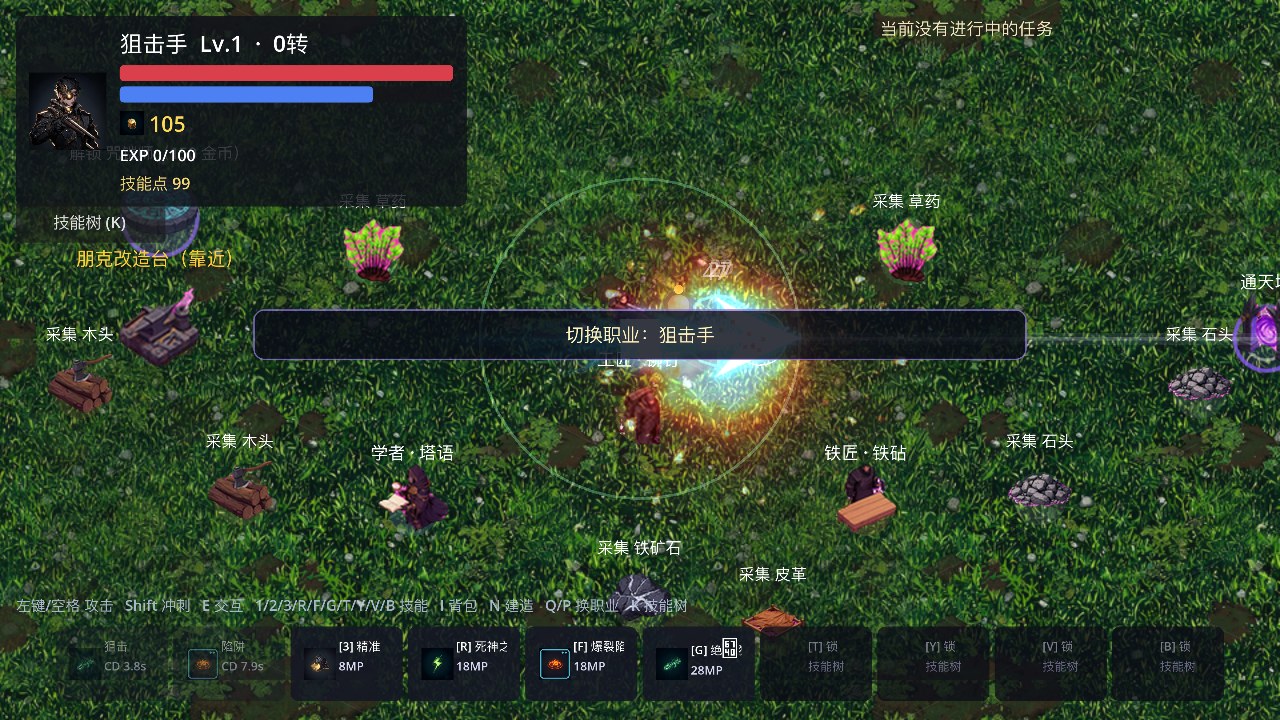 狙击手 Lv.1 · 0转
当前没有进行中的任务
105
EXP 0/100
技能点 99
技能树 (K)
朋克改造台（靠近）
采集 草药
采集 草药
27
通天
切换职业：狙击手
采集 木头
采集 石头
采集 木头
学者·塔语
铁匠·铁砧
采集 石头
采集 铁矿石
采集 皮革
左键/空格 攻击 Shift 冲刺 E 交互 1/2/3/R/F/G/T/Y/V/B 技能 I 背包 N 建造 Q/P 换职业 K 技能树
狙击
CD 3.8s
陷阱
CD 7.9s
[3] 精准
8MP
[R] 死神之
18MP
[F] 爆裂陷
18MP
[G] 绝
28MP
[T] 锁
技能树
[Y] 锁
技能树
[V] 锁
技能树
[B] 锁
技能树